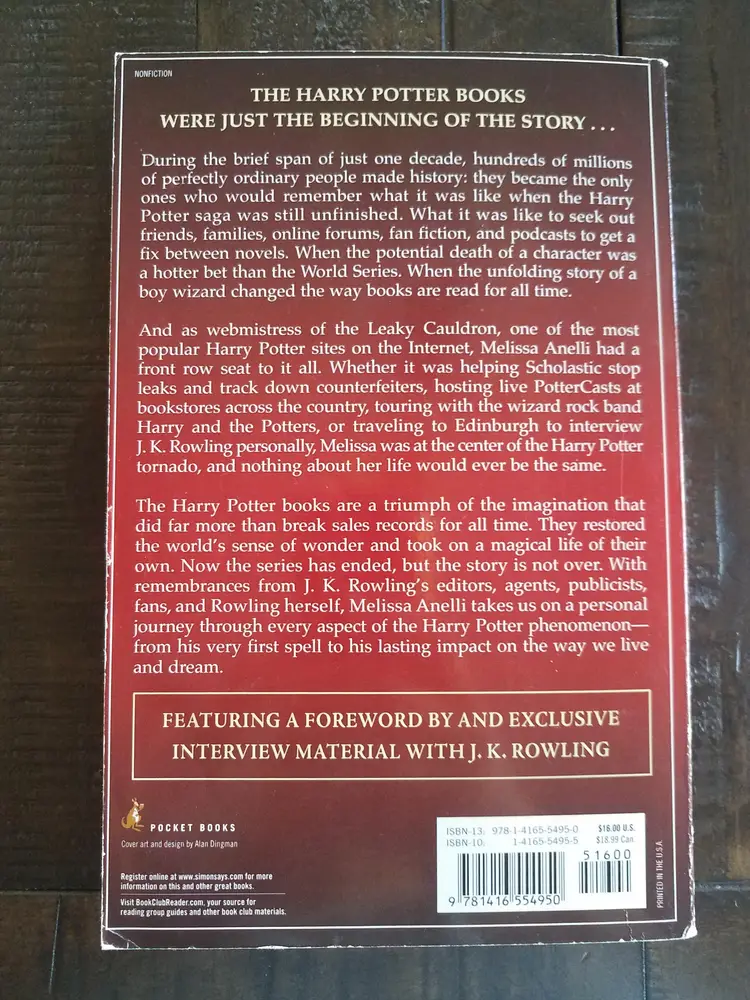 NONFICTION
THE HARRY POTTER BOOKS
WERE JUST THE BEGINNING OF THE STORY . . .
During the brief span of just one decade, hundreds of millions
of perfectly ordinary people made history: they became the only
ones who would remember what it was like when the Harry
Potter saga was still unfinished. What it was like to seek out
friends, families, online forums, fan fiction, and podcasts to get a
fix between novels. When the potential death of a character was
a hotter bet than the World Series. When the unfolding story of a
boy wizard changed the way books are read for all time.
And as webmistress of the Leaky Cauldron, one of the most
popular Harry Potter sites on the Internet, Melissa Anelli had a
front row seat to it all. Whether it was helping Scholastic stop
leaks and track down counterfeiters, hosting live PotterCasts at
bookstores across the country, touring with the wizard rock band
Harry and the Potters, or traveling to Edinburgh to interview
J. K. Rowling personally, Melissa was at the center of the Harry Potter
tornado, and nothing about her life would ever be the same.
The Harry Potter books are a triumph of the imagination that
did far more than break sales records for all time. They restored
the world's sense of wonder and took on a magical life of their
own. Now the series has ended, but the story is not over. With
remembrances from J. K. Rowling's editors, agents, publicists,
fans, and Rowling herself, Melissa Anelli takes us on a personal
journey through every aspect of the Harry Potter phenomenon—
from his very first spell to his lasting impact on the way we live
and dream.
FEATURING A FOREWORD BY AND EXCLUSIVE
INTERVIEW MATERIAL WITH J. K. ROWLING
POCKET BOOKS
Cover art and design by Alan Dingman
Register online at www.simonsays.com for more
information on this and other great books.
Visit BookClubReader.com, your source for
reading group guides and other book club materials.
ISBN-13: 978-1-4165-5495-0 $16.00 U.S.
ISBN-10: 1-4165-5495-5 $18.99 Can.
51600
9 781416 554950
PRINTED IN THE U.S.A.